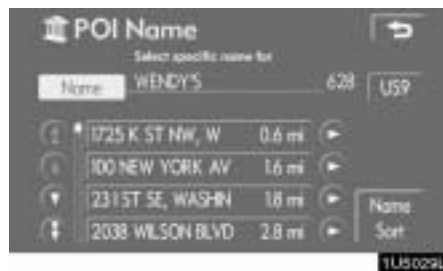 POI Name
Select specific name for
Name WENDY'S 628 US9
1725 K ST NW, W 0.6 mi
100 NEW YORK AV 1.6 mi
231 ST SE, WASHIN 1.8 mi
2038 WILSON BLVD 2.8 mi
Name
Sort
1U5029L